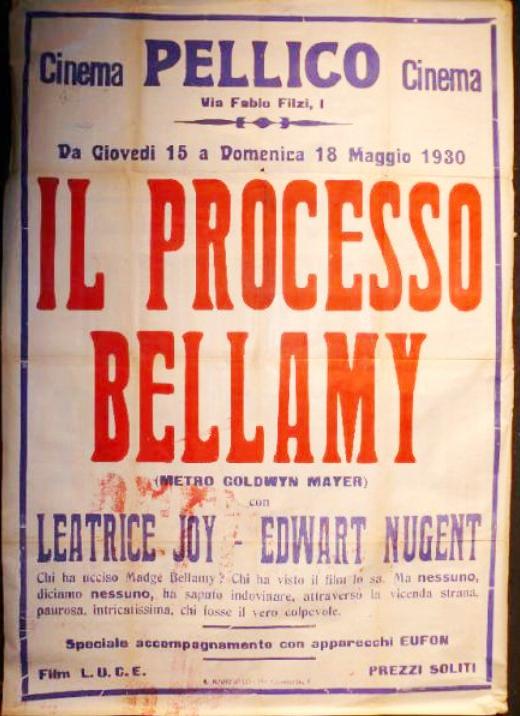 Cinema PELLICO Cinema
Via Fabio Filzi, 1
Da Giovedi 15 a Domenica 18 Maggio 1930
IL PROCESSO
BELLAMY
(METRO GOLDWYN MAYER)
con
LEATRICE JOY - EDWART NUGENT
Chi ha ucciso Madge Bellamy? Chi ha visto il film lo sa. Ma nessuno,
diciamo nessuno, ha saputo indovinare, attraverso la vicenda strana,
paurosa, intricatissima, chi fosse il vero colpevole.
Speciale accompagnamento con apparecchi EUFON
Film L.U.C.E. PREZZI SOLITI